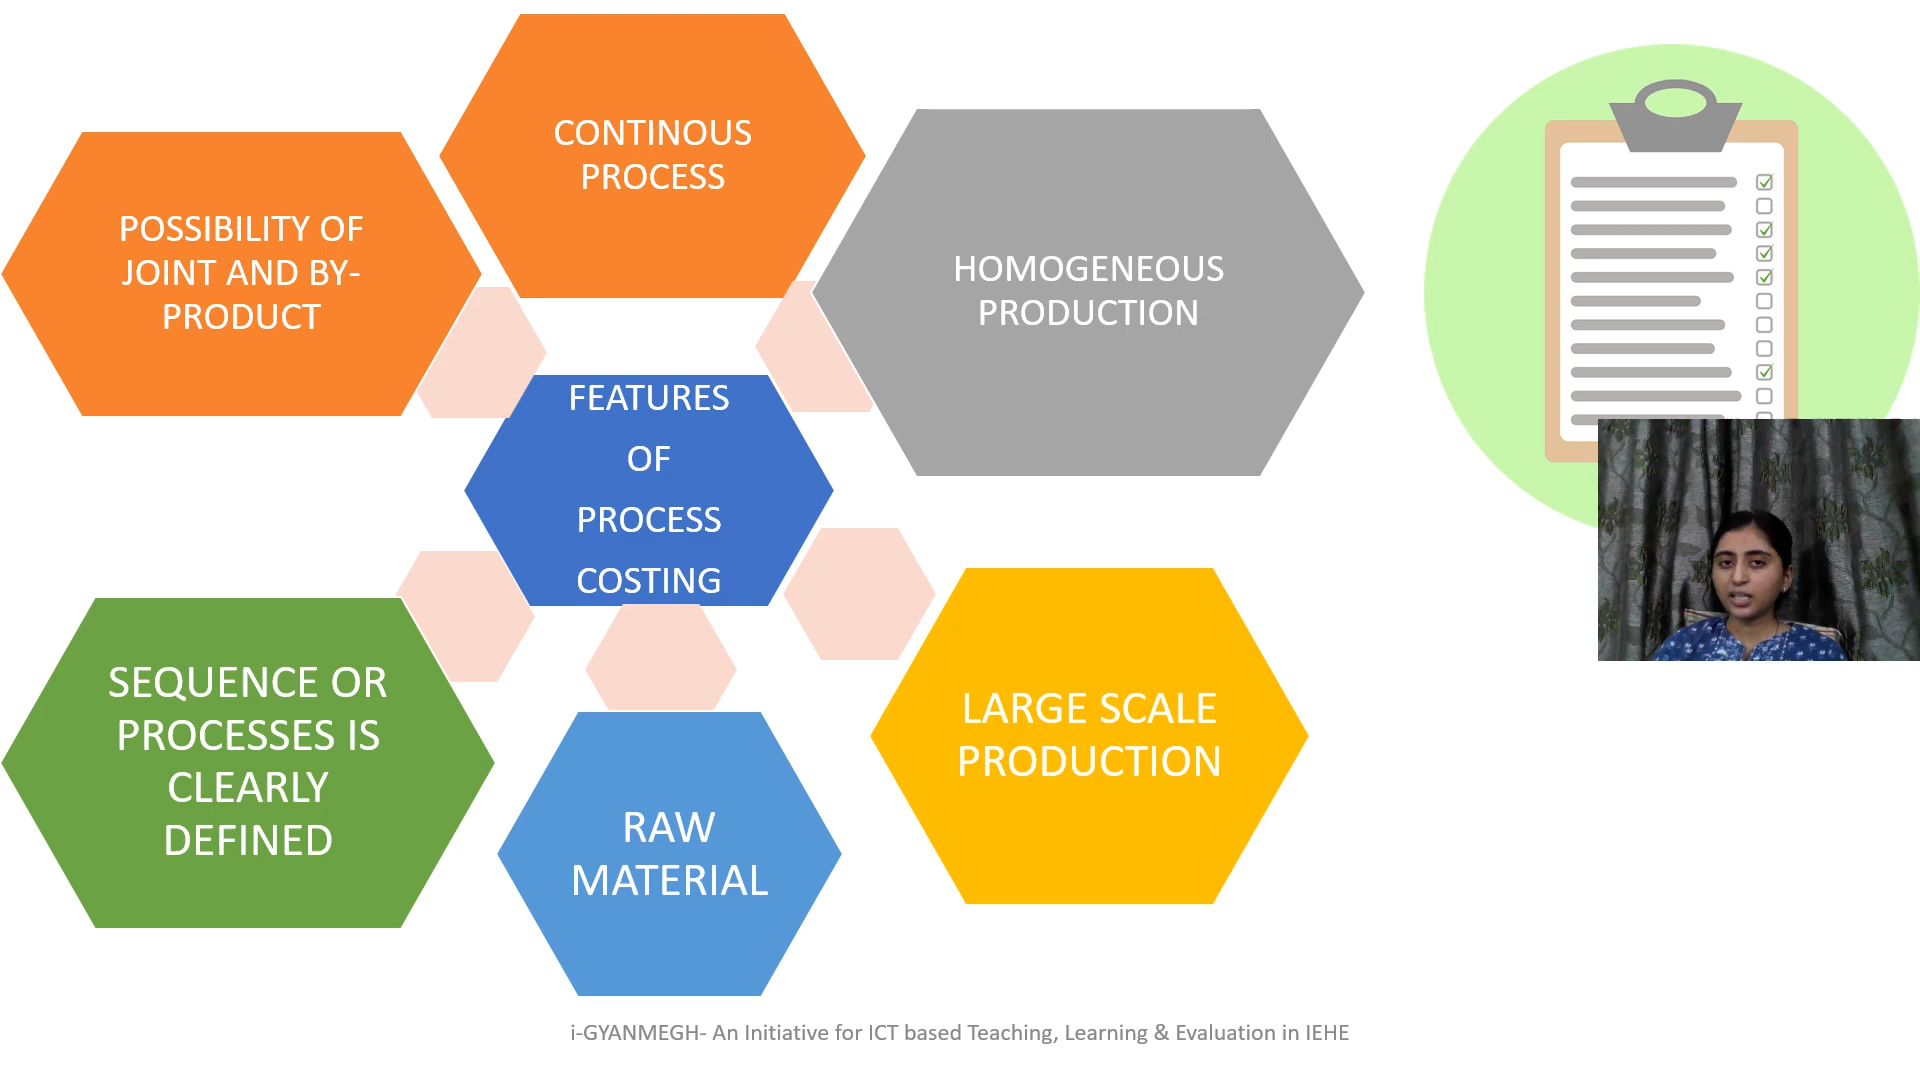 CONTINOUS
PROCESS
POSSIBILITY OF
JOINT AND BY-
PRODUCT
HOMOGENEOUS
PRODUCTION
FEATURES
OF
PROCESS
COSTING
SEQUENCE OR
PROCESSES IS
CLEARLY
DEFINED
LARGE SCALE
PRODUCTION
RAW
MATERIAL
i-GYANMEGH- An Initiative for ICT based Teaching, Learning & Evaluation in IEHE